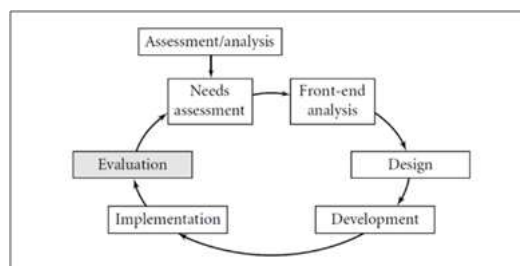 Assessment/analysis
Needs
assessment
Front-end
analysis
Evaluation
Design
Implementation
Development